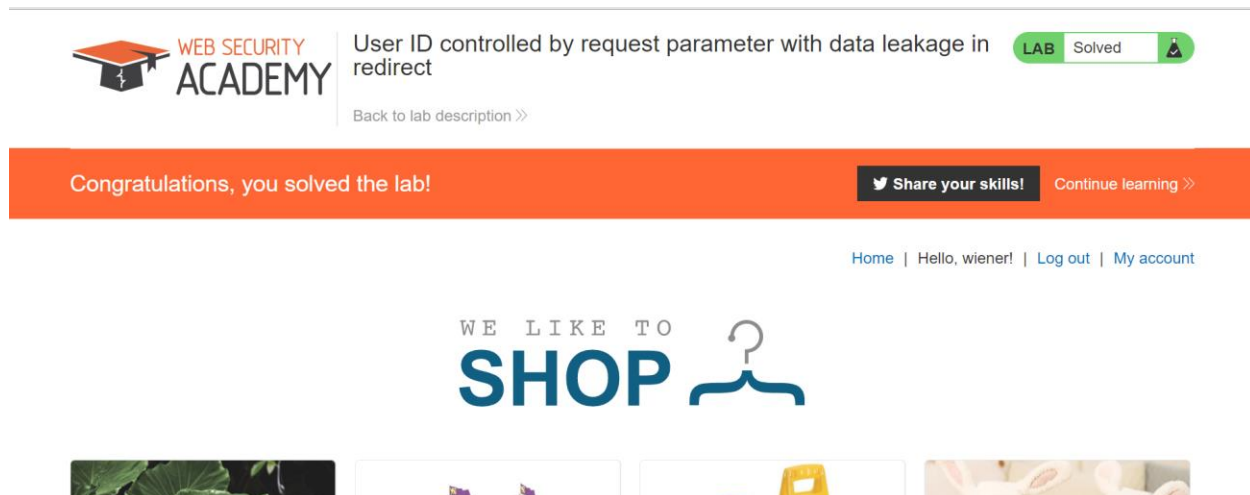 WEB SECURITY
ACADEMY
User ID controlled by request parameter with data leakage in
redirect
Back to lab description »
LAB Solved
Congratulations, you solved the lab!
Share your skills! Continue learning »
Home | Hello, wiener! | Log out | My account
WE LIKE TO
SHOP